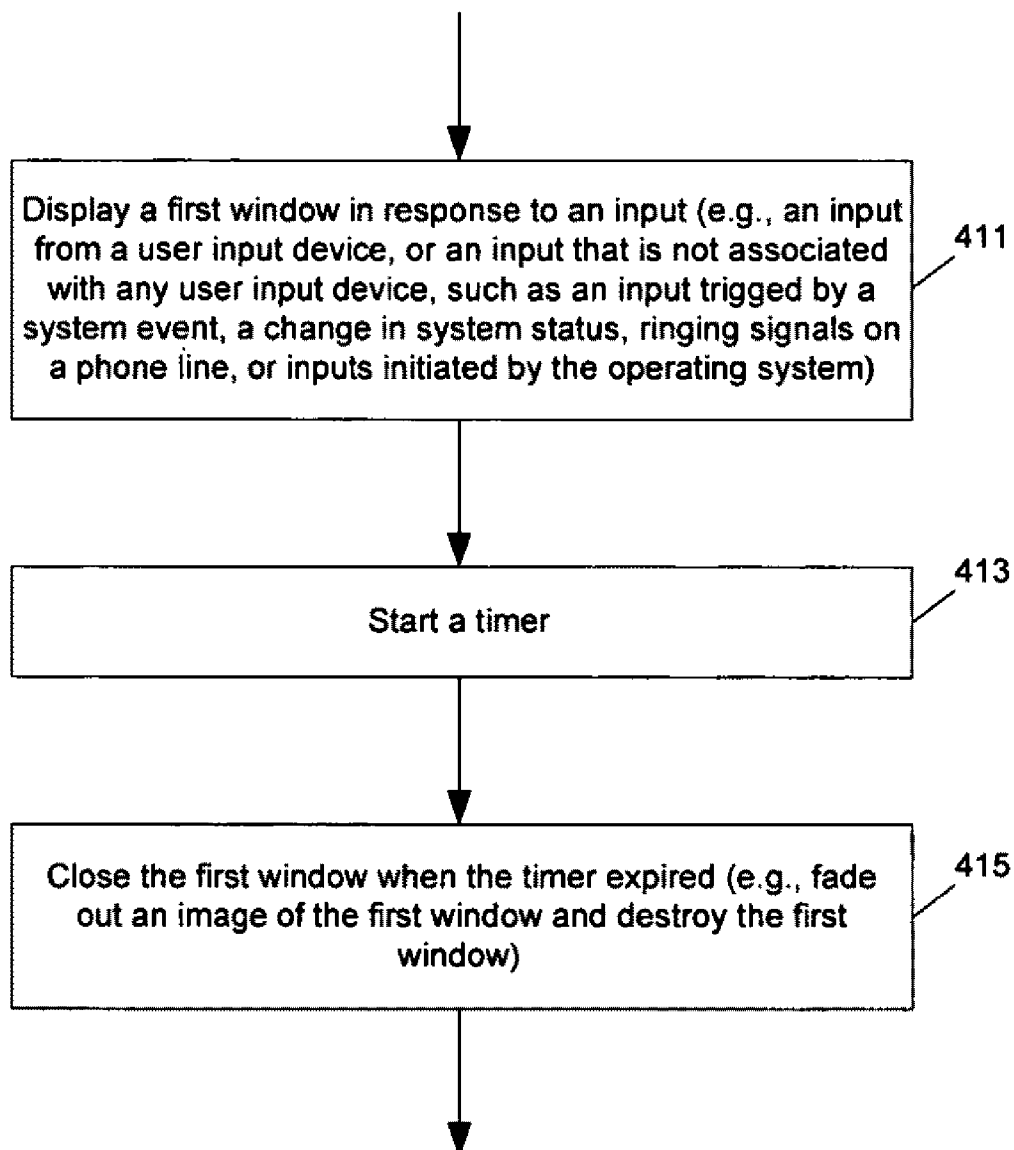 Display a first window in response to an input (e.g., an input
from a user input device, or an input that is not associated
with any user input device, such as an input trigged by a
system event, a change in system status, ringing signals on
a phone line, or inputs initiated by the operating system)
411
Start a timer
413
Close the first window when the timer expired (e.g., fade
out an image of the first window and destroy the first
window)
415